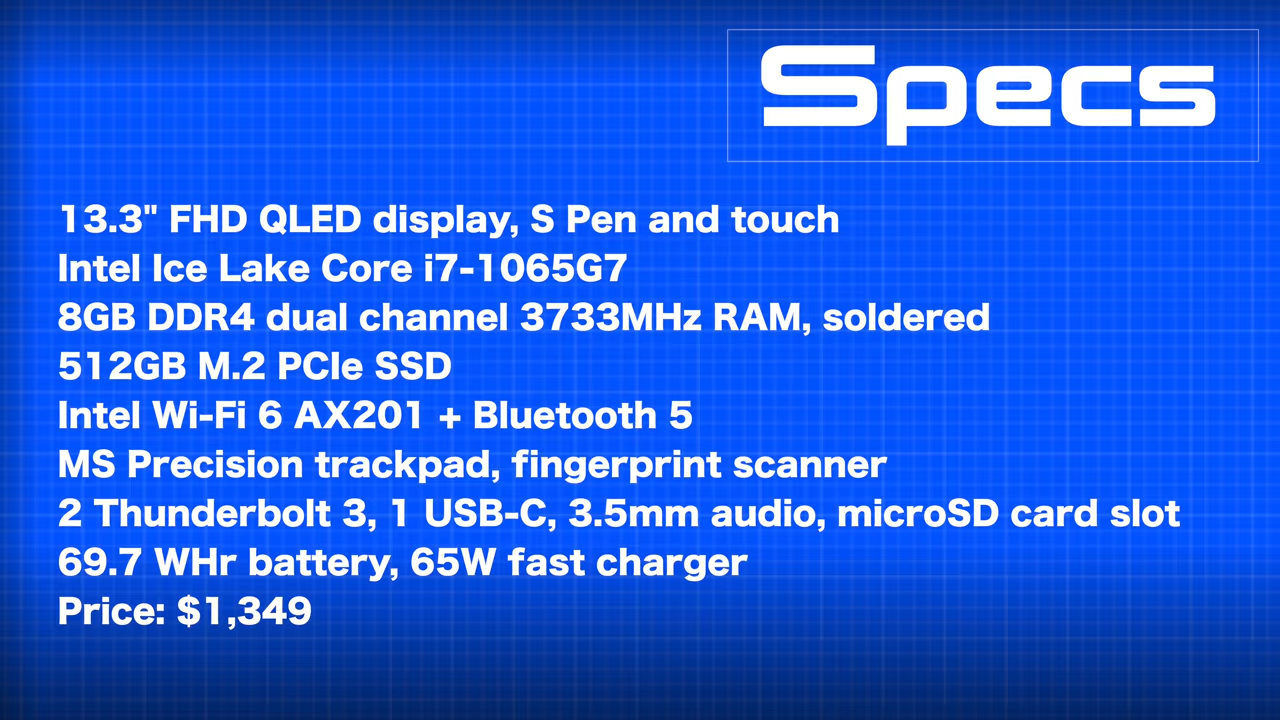 Specs
13.3" FHD QLED display, S Pen and touch
Intel Ice Lake Core i7-1065G7
8GB DDR4 dual channel 3733MHz RAM, soldered
512GB M.2 PCIe SSD
Intel Wi-Fi 6 AX201 + Bluetooth 5
MS Precision trackpad, fingerprint scanner
2 Thunderbolt 3, 1 USB-C, 3.5mm audio, microSD card slot
69.7 WHr battery, 65W fast charger
Price: $1,349